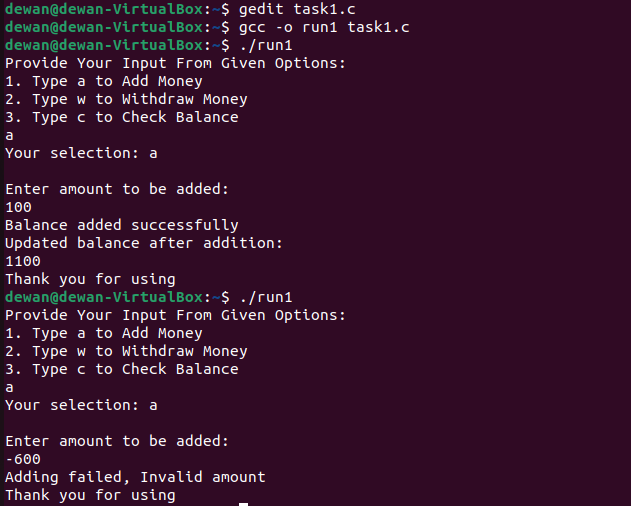 dewan@dewan-VirtualBox:~$ gedit task1.c
dewan@dewan-VirtualBox:~$ gcc -o run1 task1.c
dewan@dewan-VirtualBox:~$ ./run1
Provide Your Input From Given Options:
1. Type a to Add Money
2. Type w to Withdraw Money
3. Type c to Check Balance
a
Your selection: a

Enter amount to be added:
100
Balance added successfully
Updated balance after addition:
1100
Thank you for using
dewan@dewan-VirtualBox:~$ ./run1
Provide Your Input From Given Options:
1. Type a to Add Money
2. Type w to Withdraw Money
3. Type c to Check Balance
a
Your selection: a

Enter amount to be added:
-600
Adding failed, Invalid amount
Thank you for using